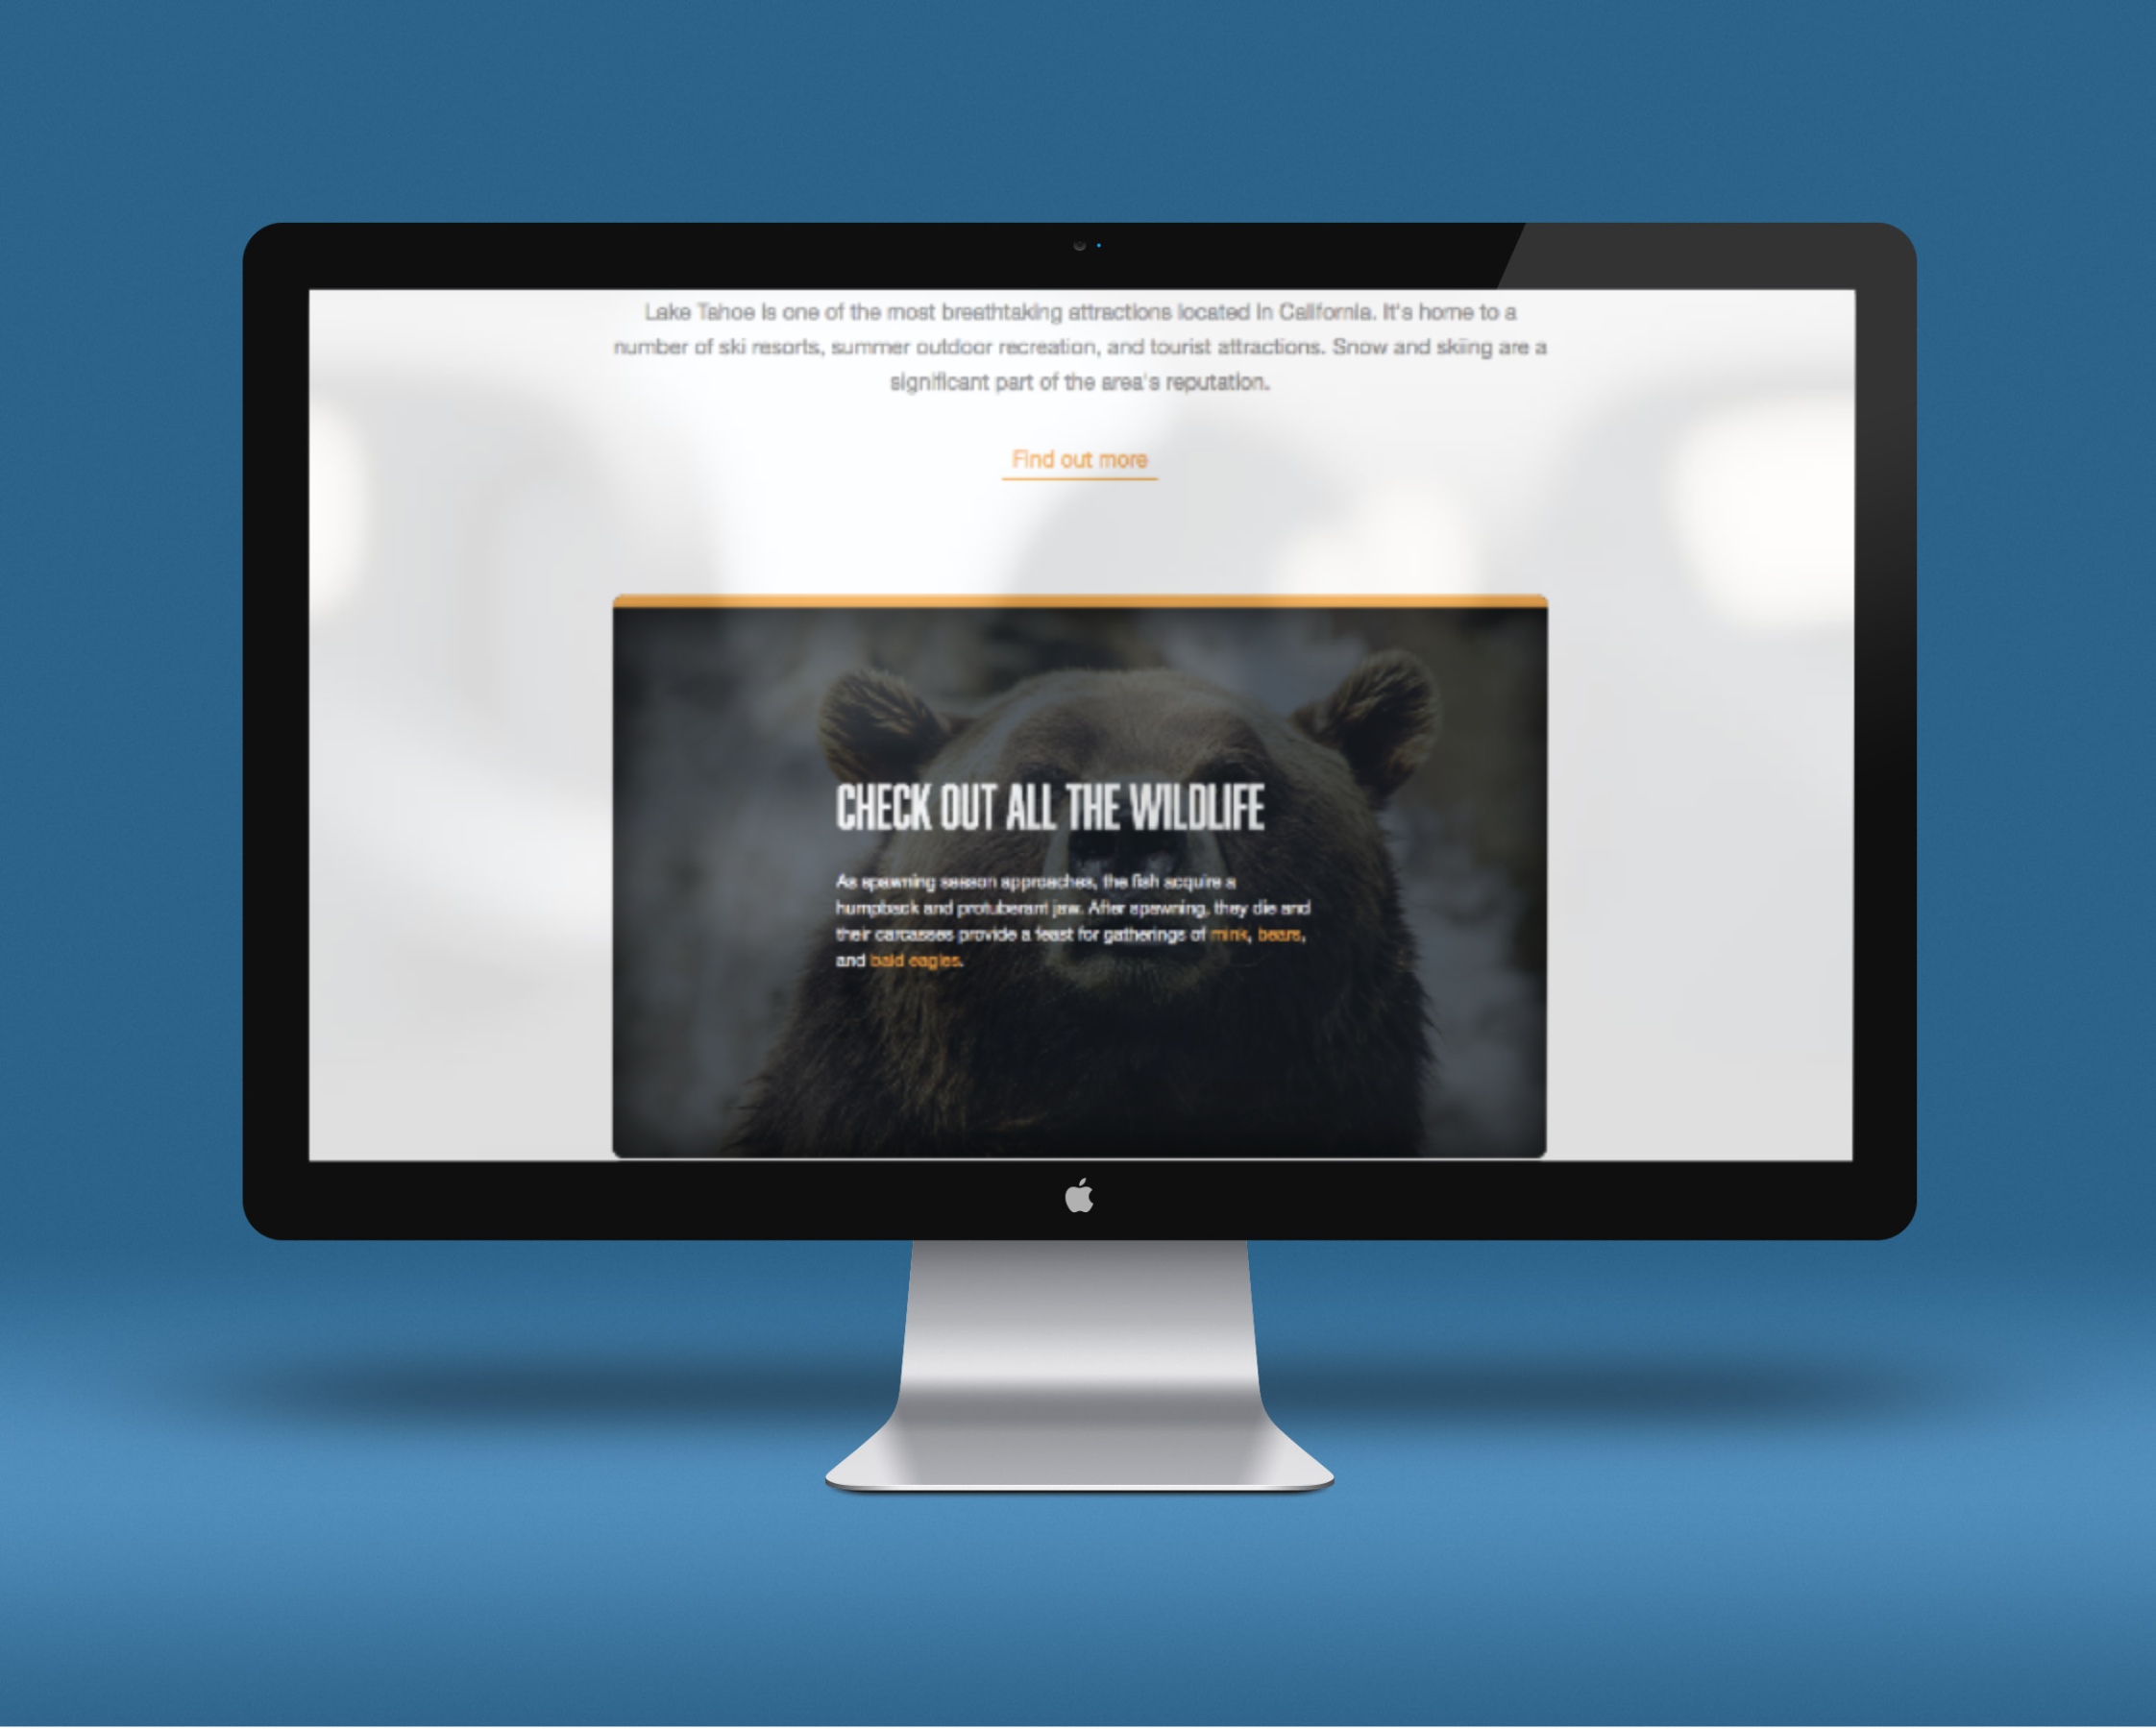 Lake Tahoe is one of the most breathtaking attractions located in California. It's home to a
number of ski resorts, summer outdoor recreation, and tourist attractions. Snow and skiing are a
significant part of the area's reputation.
Find out more
CHECK OUT ALL THE WILDLIFE
As spawning season approaches, the fish acquire a
humpback and protuberant jaw. After spawning, they die and
their carcasses provide a feast for gatherings of mink, bears,
and bald eagles.